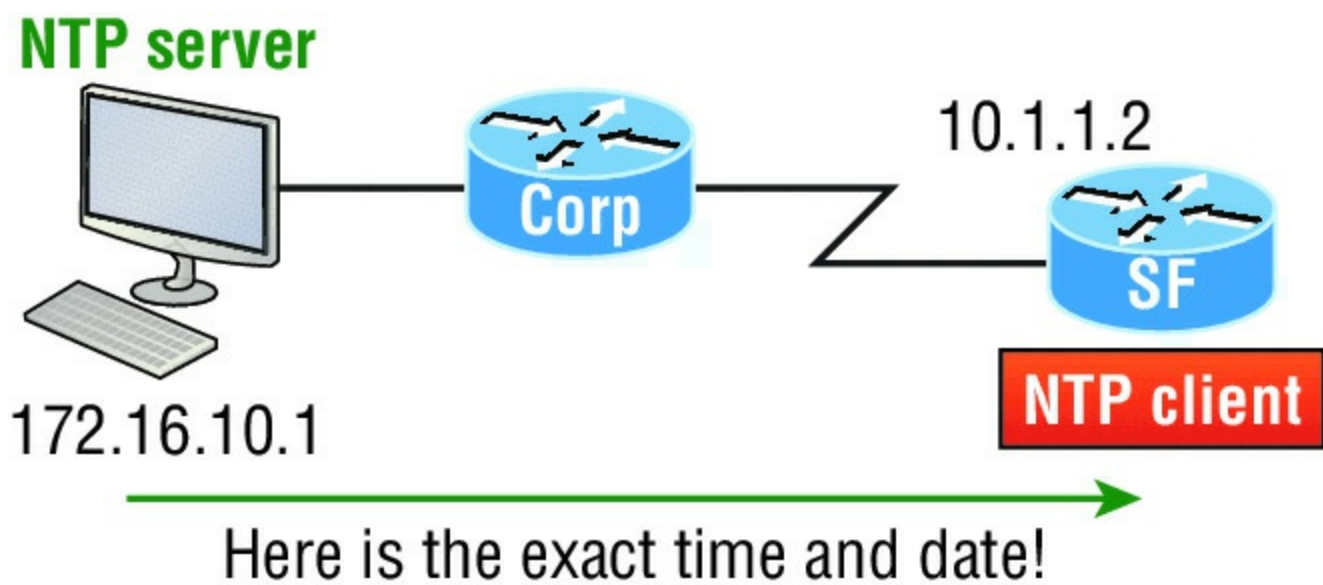 NTP server
10.1.1.2
Corp
SF
NTP client
172.16.10.1
Here is the exact time and date!